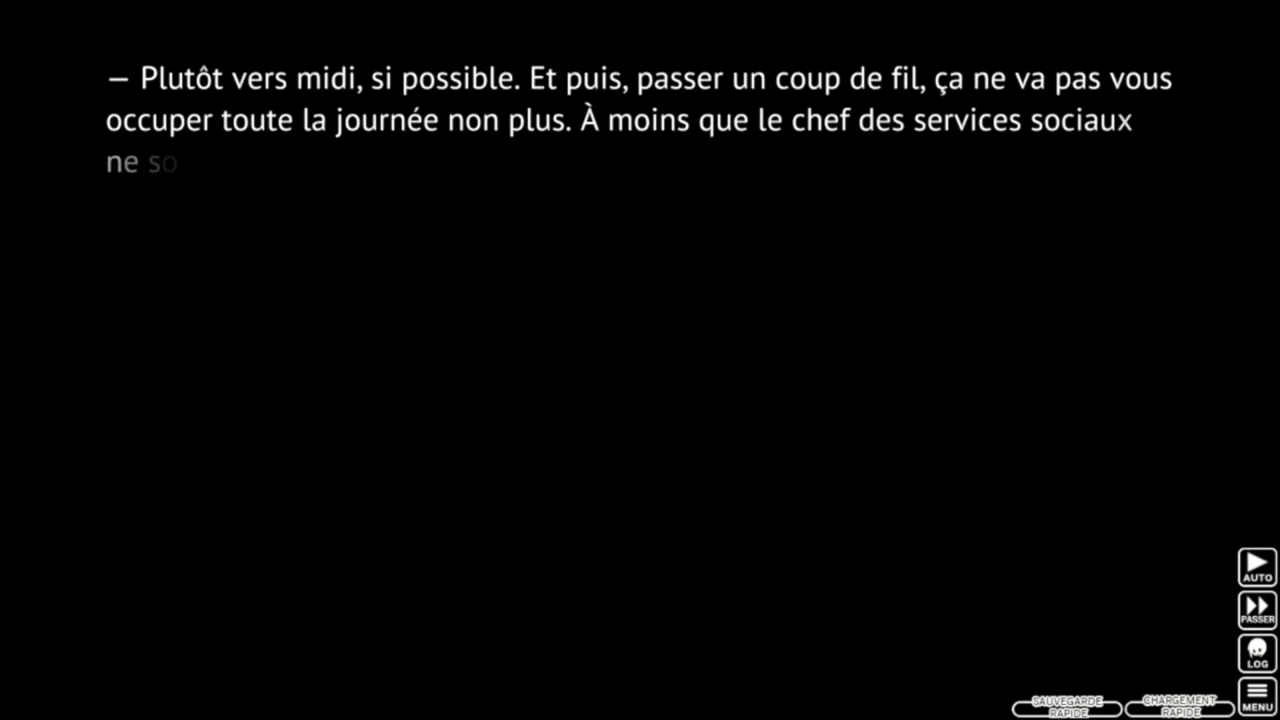 — Plutôt vers midi, si possible. Et puis, passer un coup de fil, ça ne va pas vous
occuper toute la journée non plus. À moins que le chef des services sociaux
ne so
AUTO
PASSER
LOG
MENU
SAUVEGARDE
RAPIDE
CHARGEMENT
RAPIDE